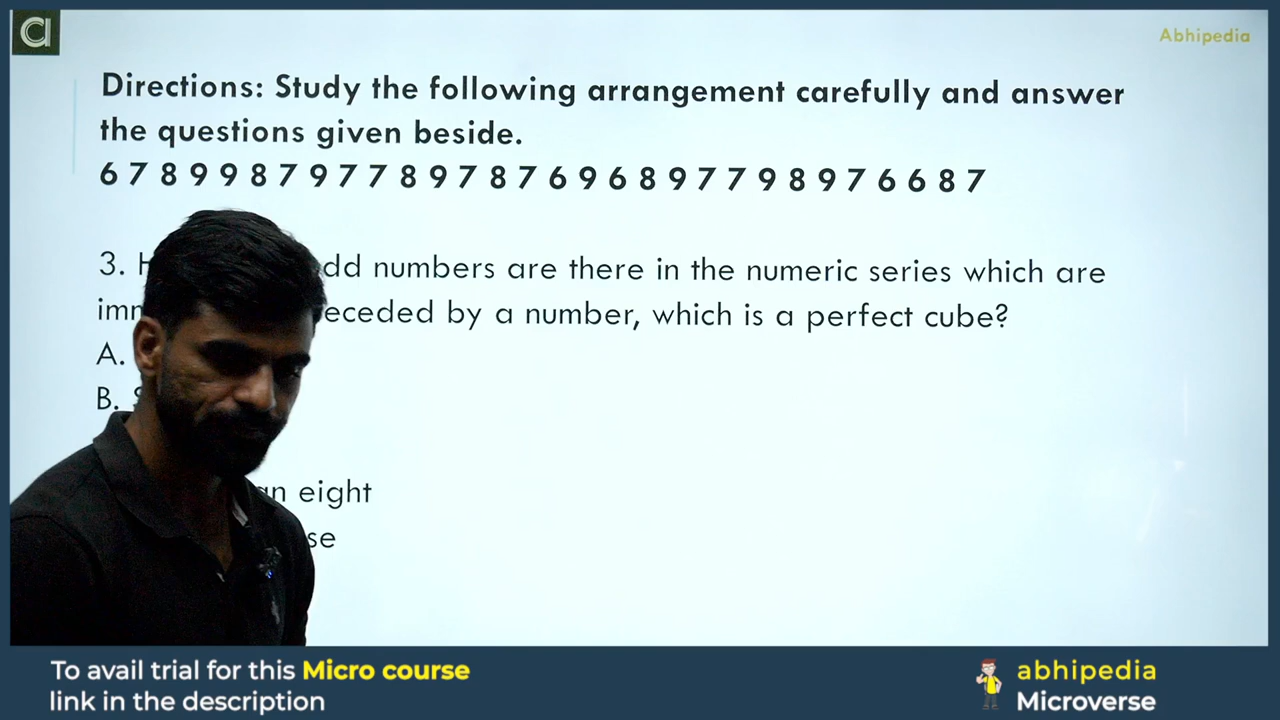 Abhipedia
Directions: Study the following arrangement carefully and answer
the questions given beside.
6 7 8 9 9 8 7 9 7 7 8 9 7 8 7 6 9 6 8 9 7 7 9 8 9 7 6 6 8 7
3. numbers are there in the numeric series which are
by a number, which is a perfect cube?
A.
B.
eight
To avail trial for this Micro course
link in the description
abhipedia
Microverse